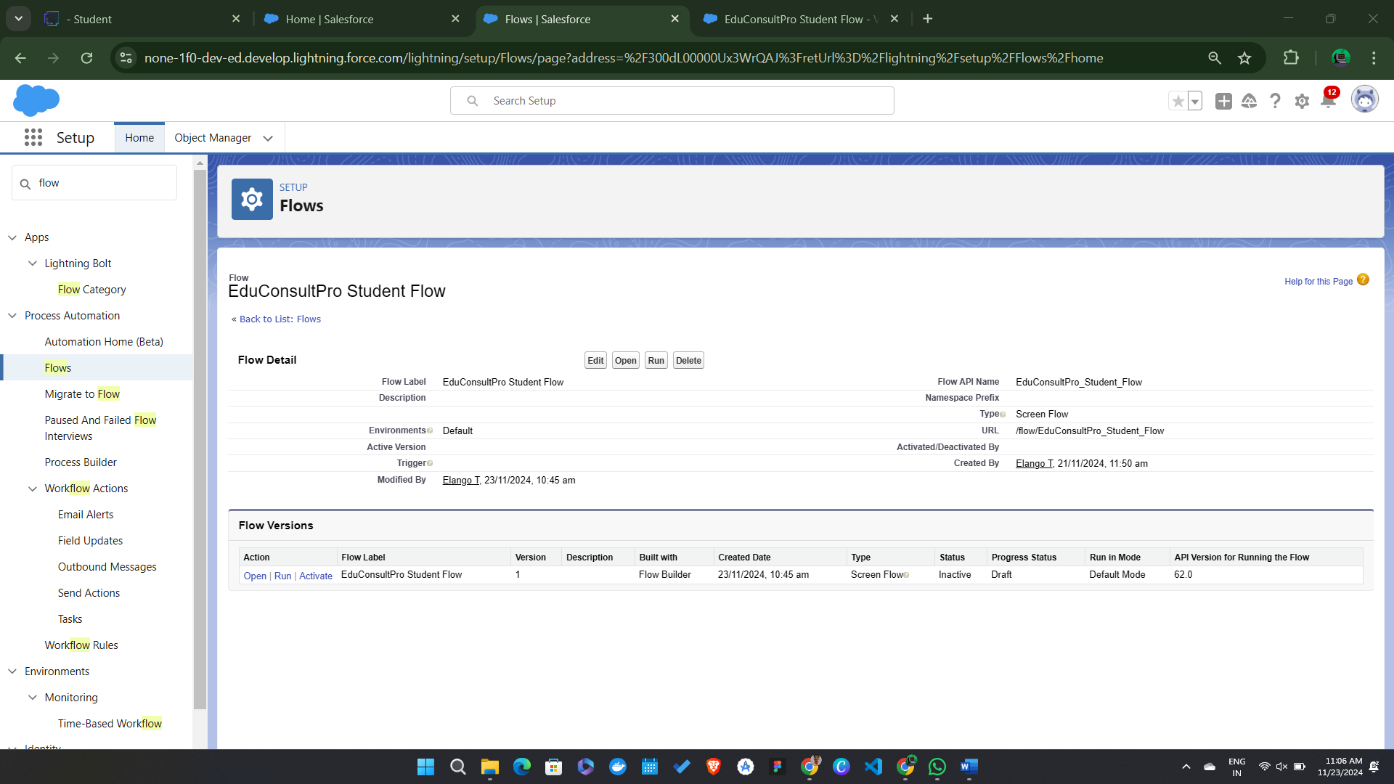 - Student
Home | Salesforce
Flows | Salesforce
EduConsultPro Student Flow - V
none-1f0-dev-ed.develop.lightning.force.com/lightning/setup/Flows/page?address=%2F300dL00000Ux3WrQAJ%3FretUrl%3D%2Flightning%2Fsetup%2FFlows%2Fhome
Search Setup
12
Setup
Home
Object Manager
flow
Apps
Lightning Bolt
Flow Category
Process Automation
Automation Home (Beta)
Flows
Migrate to Flow
Paused And Failed Flow
Interviews
Process Builder
Workflow Actions
Email Alerts
Field Updates
Outbound Messages
Send Actions
Tasks
Workflow Rules
Environments
Monitoring
Time-Based Workflow
Identity
SETUP
Flows
Flow
EduConsultPro Student Flow
Help for this Page ?
« Back to List: Flows
Flow Detail
Edit Open Run Delete
Flow Label EduConsultPro Student Flow Flow API Name EduConsultPro_Student_Flow
Description Namespace Prefix
Type Screen Flow
Environments Default URL /flow/EduConsultPro_Student_Flow
Active Version Activated/Deactivated By
Trigger Created By Elango T, 21/11/2024, 11:50 am
Modified By Elango T, 23/11/2024, 10:45 am
Flow Versions
Action Flow Label Version Description Built with Created Date Type Status Progress Status Run in Mode API Version for Running the Flow
Open | Run | Activate EduConsultPro Student Flow 1 Flow Builder 23/11/2024, 10:45 am Screen Flow Inactive Draft Default Mode 62.0
ENG
IN
11:06 AM
11/23/2024